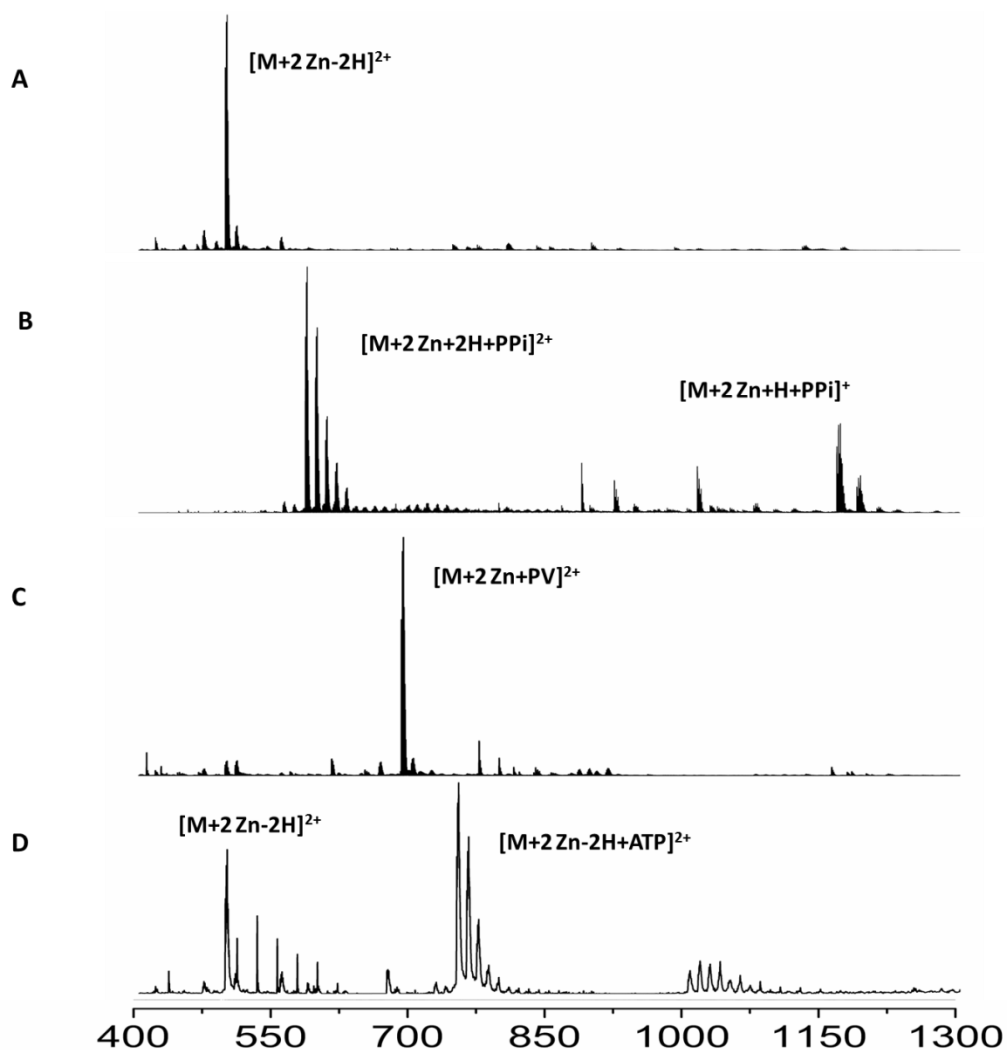 A
[M+2 Zn-2H]2+
B
[M+2 Zn+2H+PPi]2+
[M+2 Zn+H+PPi]+
C
[M+2 Zn+PV]2+
D
[M+2 Zn-2H]2+
[M+2 Zn-2H+ATP]2+
400 550 700 850 1000 1150 1300